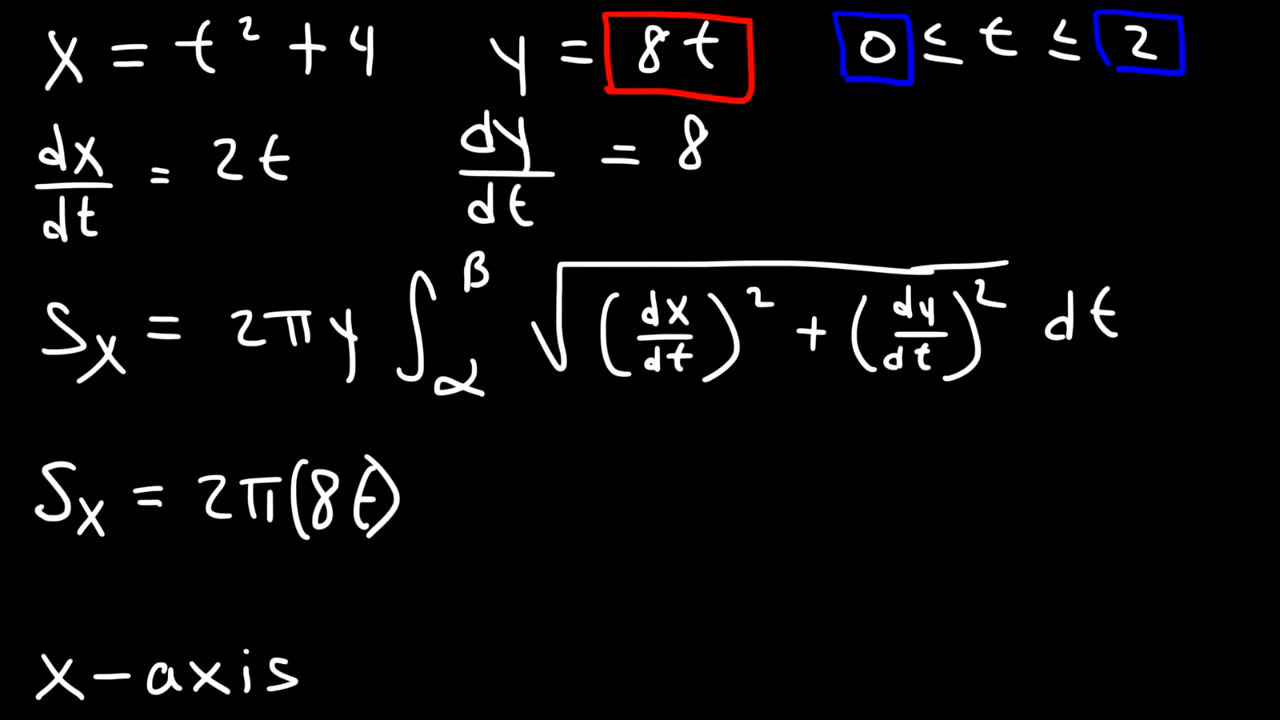 x = t² + 4 y = 8t 0 ≤ t ≤ 2
dx/dt = 2t dy/dt = 8
Sx = 2πy ∫_α^β √((dx/dt)² + (dy/dt)²) dt
Sx = 2π(8t)
x-axis